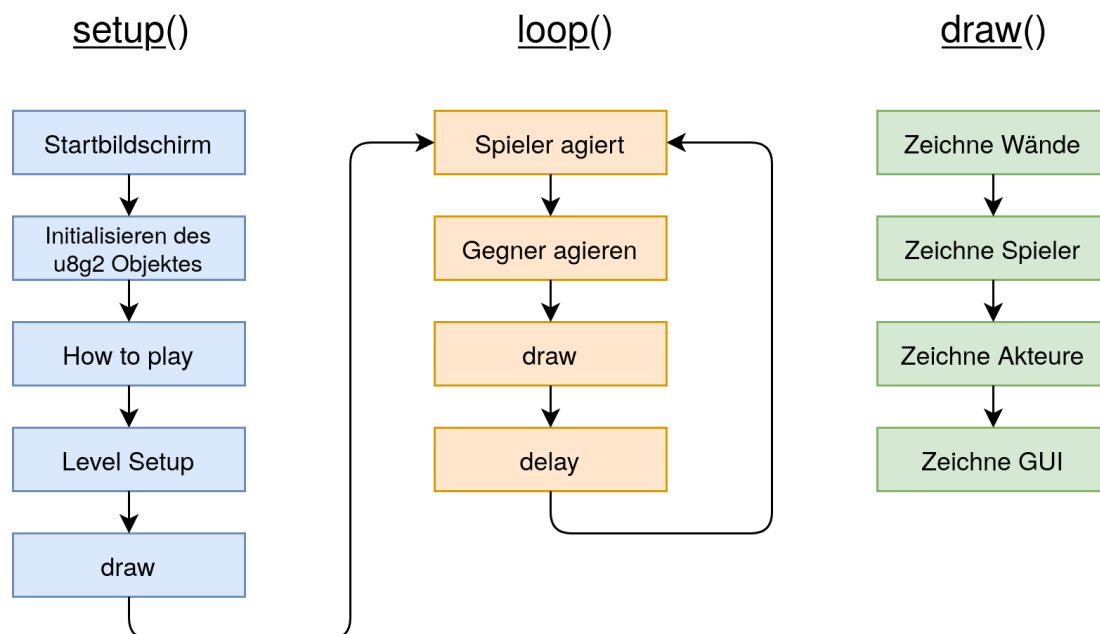 setup()
Startbildschirm
Initialisieren des
u8g2 Objektes
How to play
Level Setup
draw
loop()
Spieler agiert
Gegner agieren
draw
delay
draw()
Zeichne Wände
Zeichne Spieler
Zeichne Akteure
Zeichne GUI